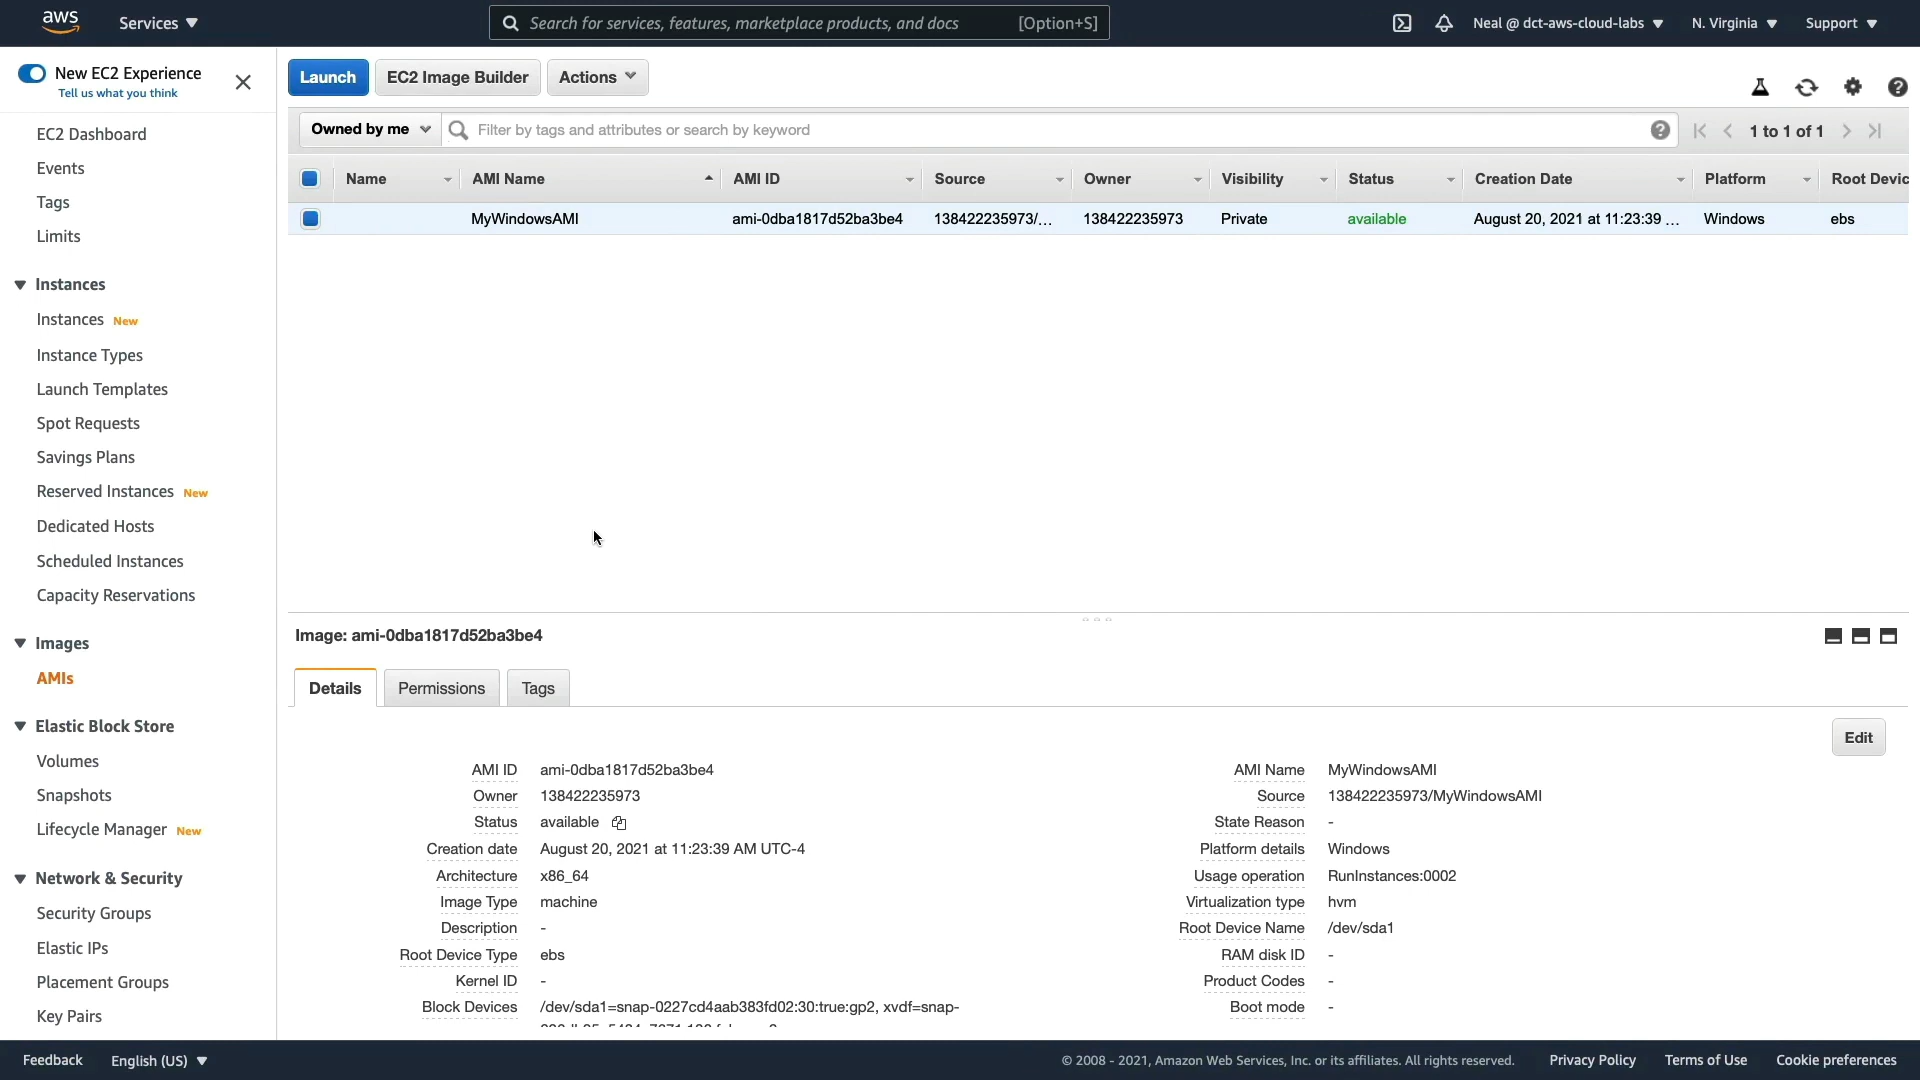 aws Services Search for services, features, marketplace products, and docs [Option+S] Neal @ dct-aws-cloud-labs N. Virginia Support
New EC2 Experience
Tell us what you think
EC2 Dashboard
Events
Tags
Limits
Instances
Instances New
Instance Types
Launch Templates
Spot Requests
Savings Plans
Reserved Instances New
Dedicated Hosts
Scheduled Instances
Capacity Reservations
Images
AMIs
Elastic Block Store
Volumes
Snapshots
Lifecycle Manager New
Network & Security
Security Groups
Elastic IPs
Placement Groups
Key Pairs
Launch EC2 Image Builder Actions
Owned by me Filter by tags and attributes or search by keyword 1 to 1 of 1
Name AMI Name AMI ID Source Owner Visibility Status Creation Date Platform Root Devic
MyWindowsAMI ami-0dba1817d52ba3be4 138422235973/... 138422235973 Private available August 20, 2021 at 11:23:39 ... Windows ebs
Image: ami-0dba1817d52ba3be4
Details Permissions Tags
Edit
AMI ID ami-0dba1817d52ba3be4 AMI Name MyWindowsAMI
Owner 138422235973 Source 138422235973/MyWindowsAMI
Status available State Reason -
Creation date August 20, 2021 at 11:23:39 AM UTC-4 Platform details Windows
Architecture x86_64 Usage operation RunInstances:0002
Image Type machine Virtualization type hvm
Description - Root Device Name /dev/sda1
Root Device Type ebs RAM disk ID -
Kernel ID - Product Codes -
Block Devices /dev/sda1=snap-0227cd4aab383fd02:30:true:gp2, xvdf=snap- Boot mode -
Feedback English (US) © 2008 - 2021, Amazon Web Services, Inc. or its affiliates. All rights reserved. Privacy Policy Terms of Use Cookie preferences